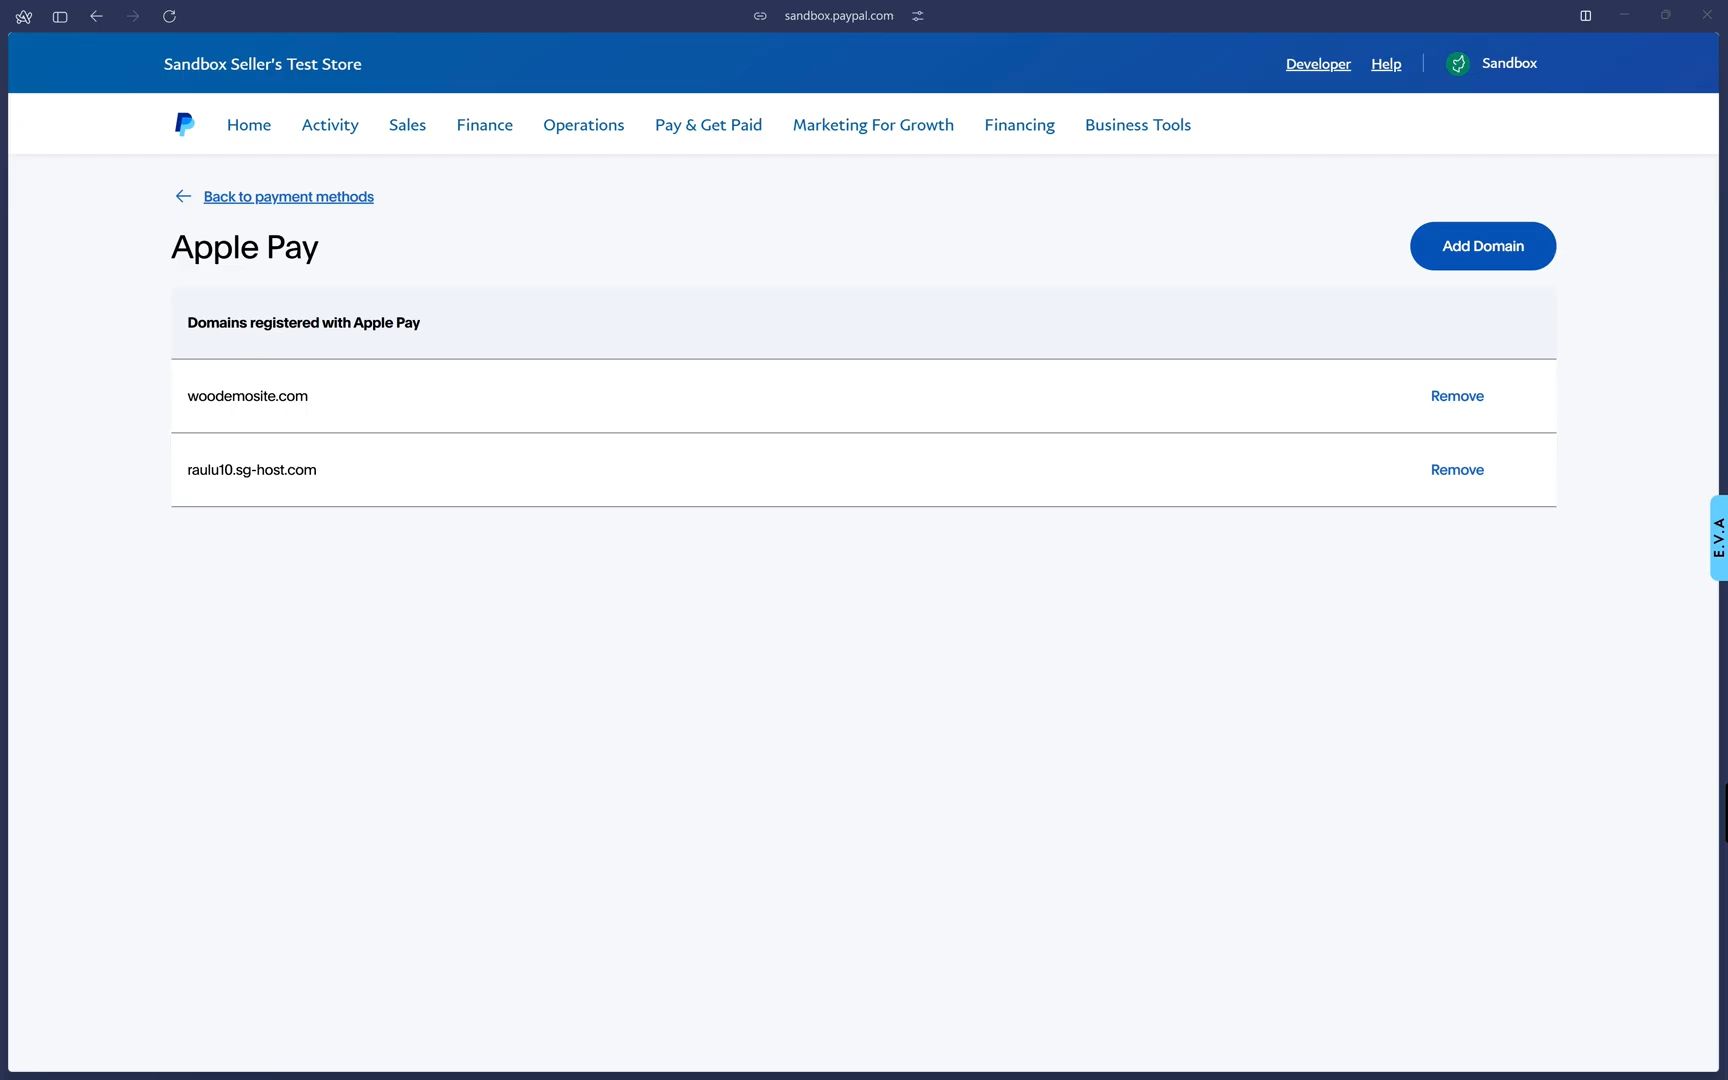 sandbox.paypal.com
Sandbox Seller's Test Store
Developer
Help
Sandbox
Home
Activity
Sales
Finance
Operations
Pay & Get Paid
Marketing For Growth
Financing
Business Tools
Back to payment methods
Apple Pay
Add Domain
Domains registered with Apple Pay
woodemosite.com
Remove
raulu10.sg-host.com
Remove
E.V.A